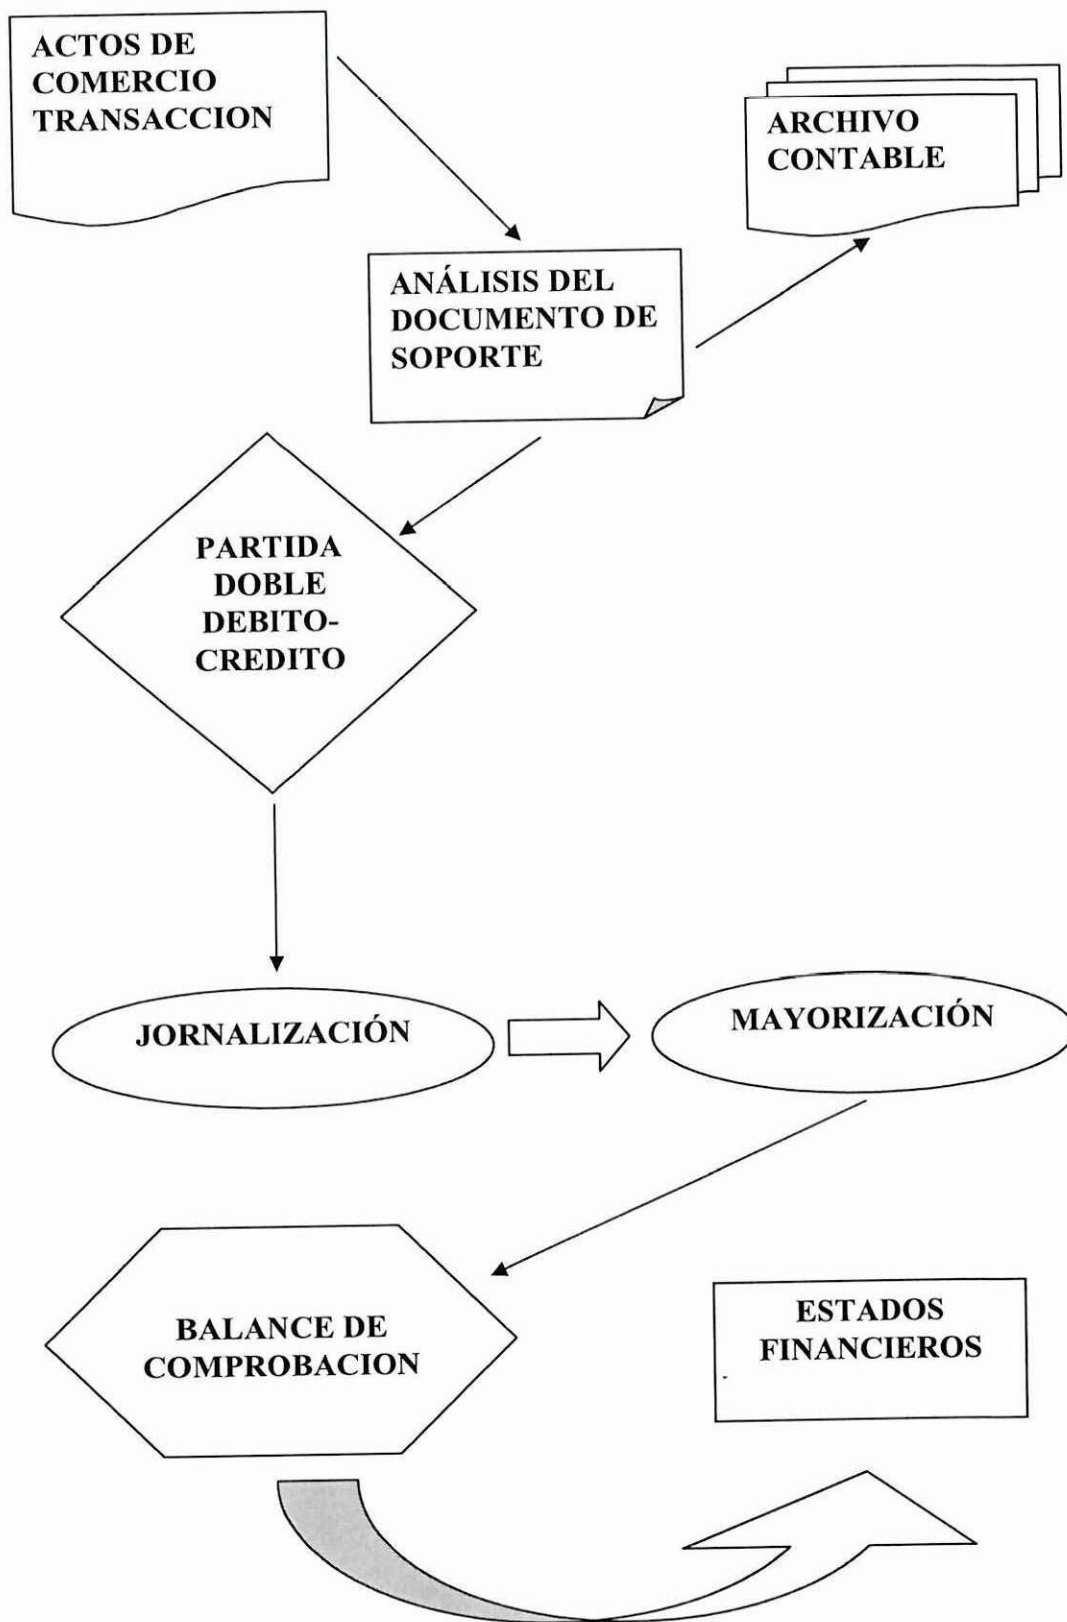 ACTOS DE
COMERCIO
TRANSACCION
ARCHIVO
CONTABLE
ANÁLISIS DEL
DOCUMENTO DE
SOPORTE
PARTIDA
DOBLE
DEBITO-
CREDITO
JORNALIZACIÓN
MAYORIZACIÓN
BALANCE DE
COMPROBACION
ESTADOS
FINANCIEROS